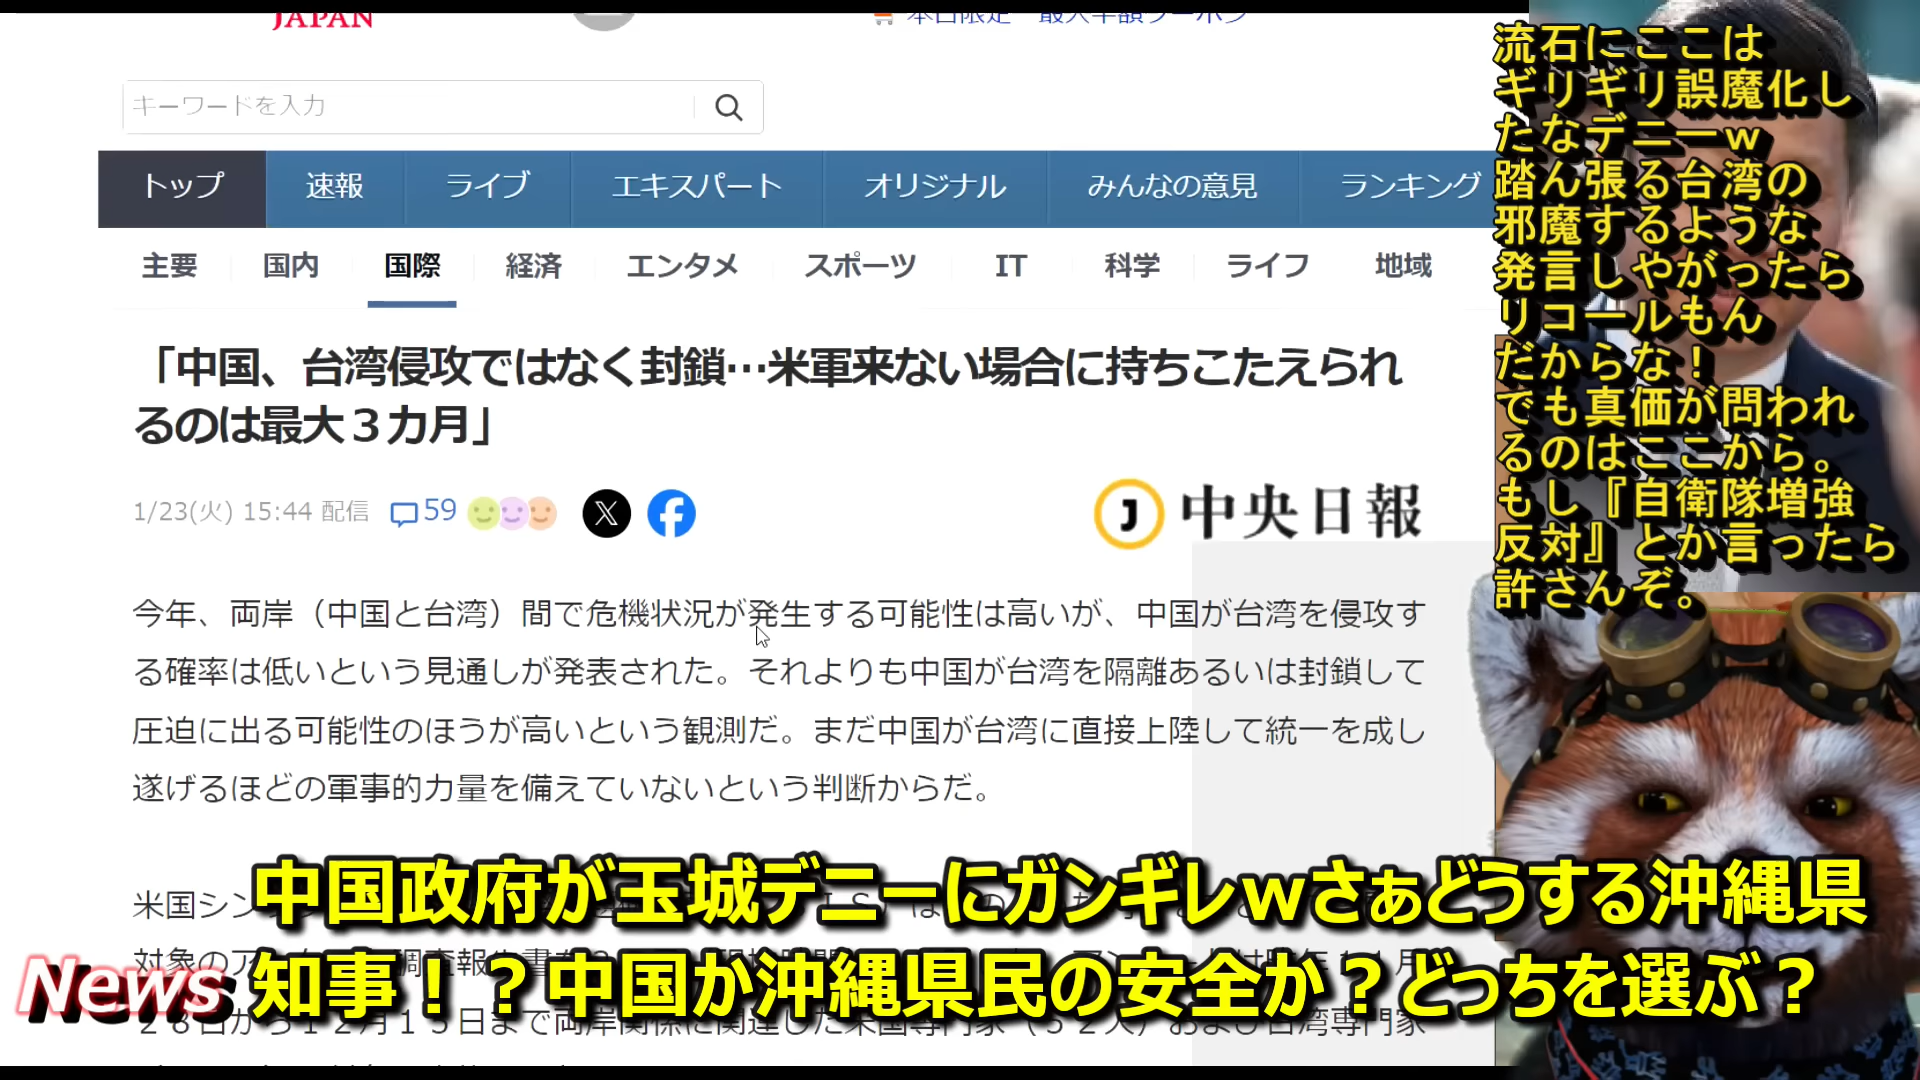 JAPAN
本日限定 最大半額クーポン
キーワードを入力
トップ 速報 ライブ エキスパート オリジナル みんなの意見 ランキング
主要 国内 国際 経済 エンタメ スポーツ IT 科学 ライフ 地域
「中国、台湾侵攻ではなく封鎖…米軍来ない場合に持ちこたえられ
るのは最大３カ月」
1/23(火) 15:44 配信 59
J 中央日報
今年、両岸（中国と台湾）間で危機状況が発生する可能性は高いが、中国が台湾を侵攻す
る確率は低いという見通しが発表された。それよりも中国が台湾を隔離あるいは封鎖して
圧迫に出る可能性のほうが高いという観測だ。まだ中国が台湾に直接上陸して統一を成し
遂げるほどの軍事的力量を備えていないという判断からだ。
米国シン
対象のア
２８日から１２月１５日まで両岸関係に関連した米国専門家（５２人）および台湾専門家
流石にここは
ギリギリ誤魔化し
たなデニーｗ
踏ん張る台湾の
邪魔するような
発言しやがったら
リコールもん
だからな！
でも真価が問われ
るのはここから。
もし『自衛隊増強
反対』とか言ったら
許さんぞ。
中国政府が玉城デニーにガンギレｗさぁどうする沖縄県
知事！？中国か沖縄県民の安全か？どっちを選ぶ？
News